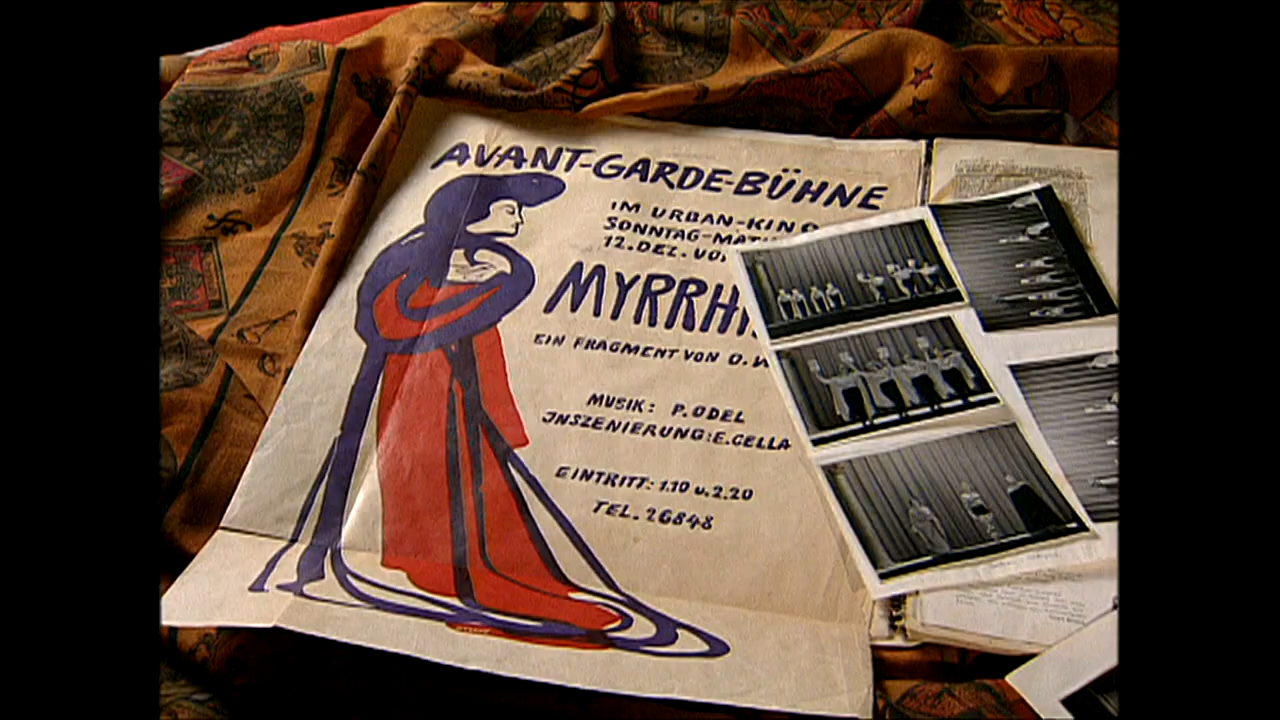 AVANT-GARDE-BÜHNE
IM URBAN-KINO
SONNTAG-MAT
12. DEZ. VO
MYRRH
EIN FRAGMENT VON O. W
MUSIK: P. ODEL
INSZENIERUNG: E. CELLA
EINTRITT: 1.10 u. 2.20
TEL. 26848